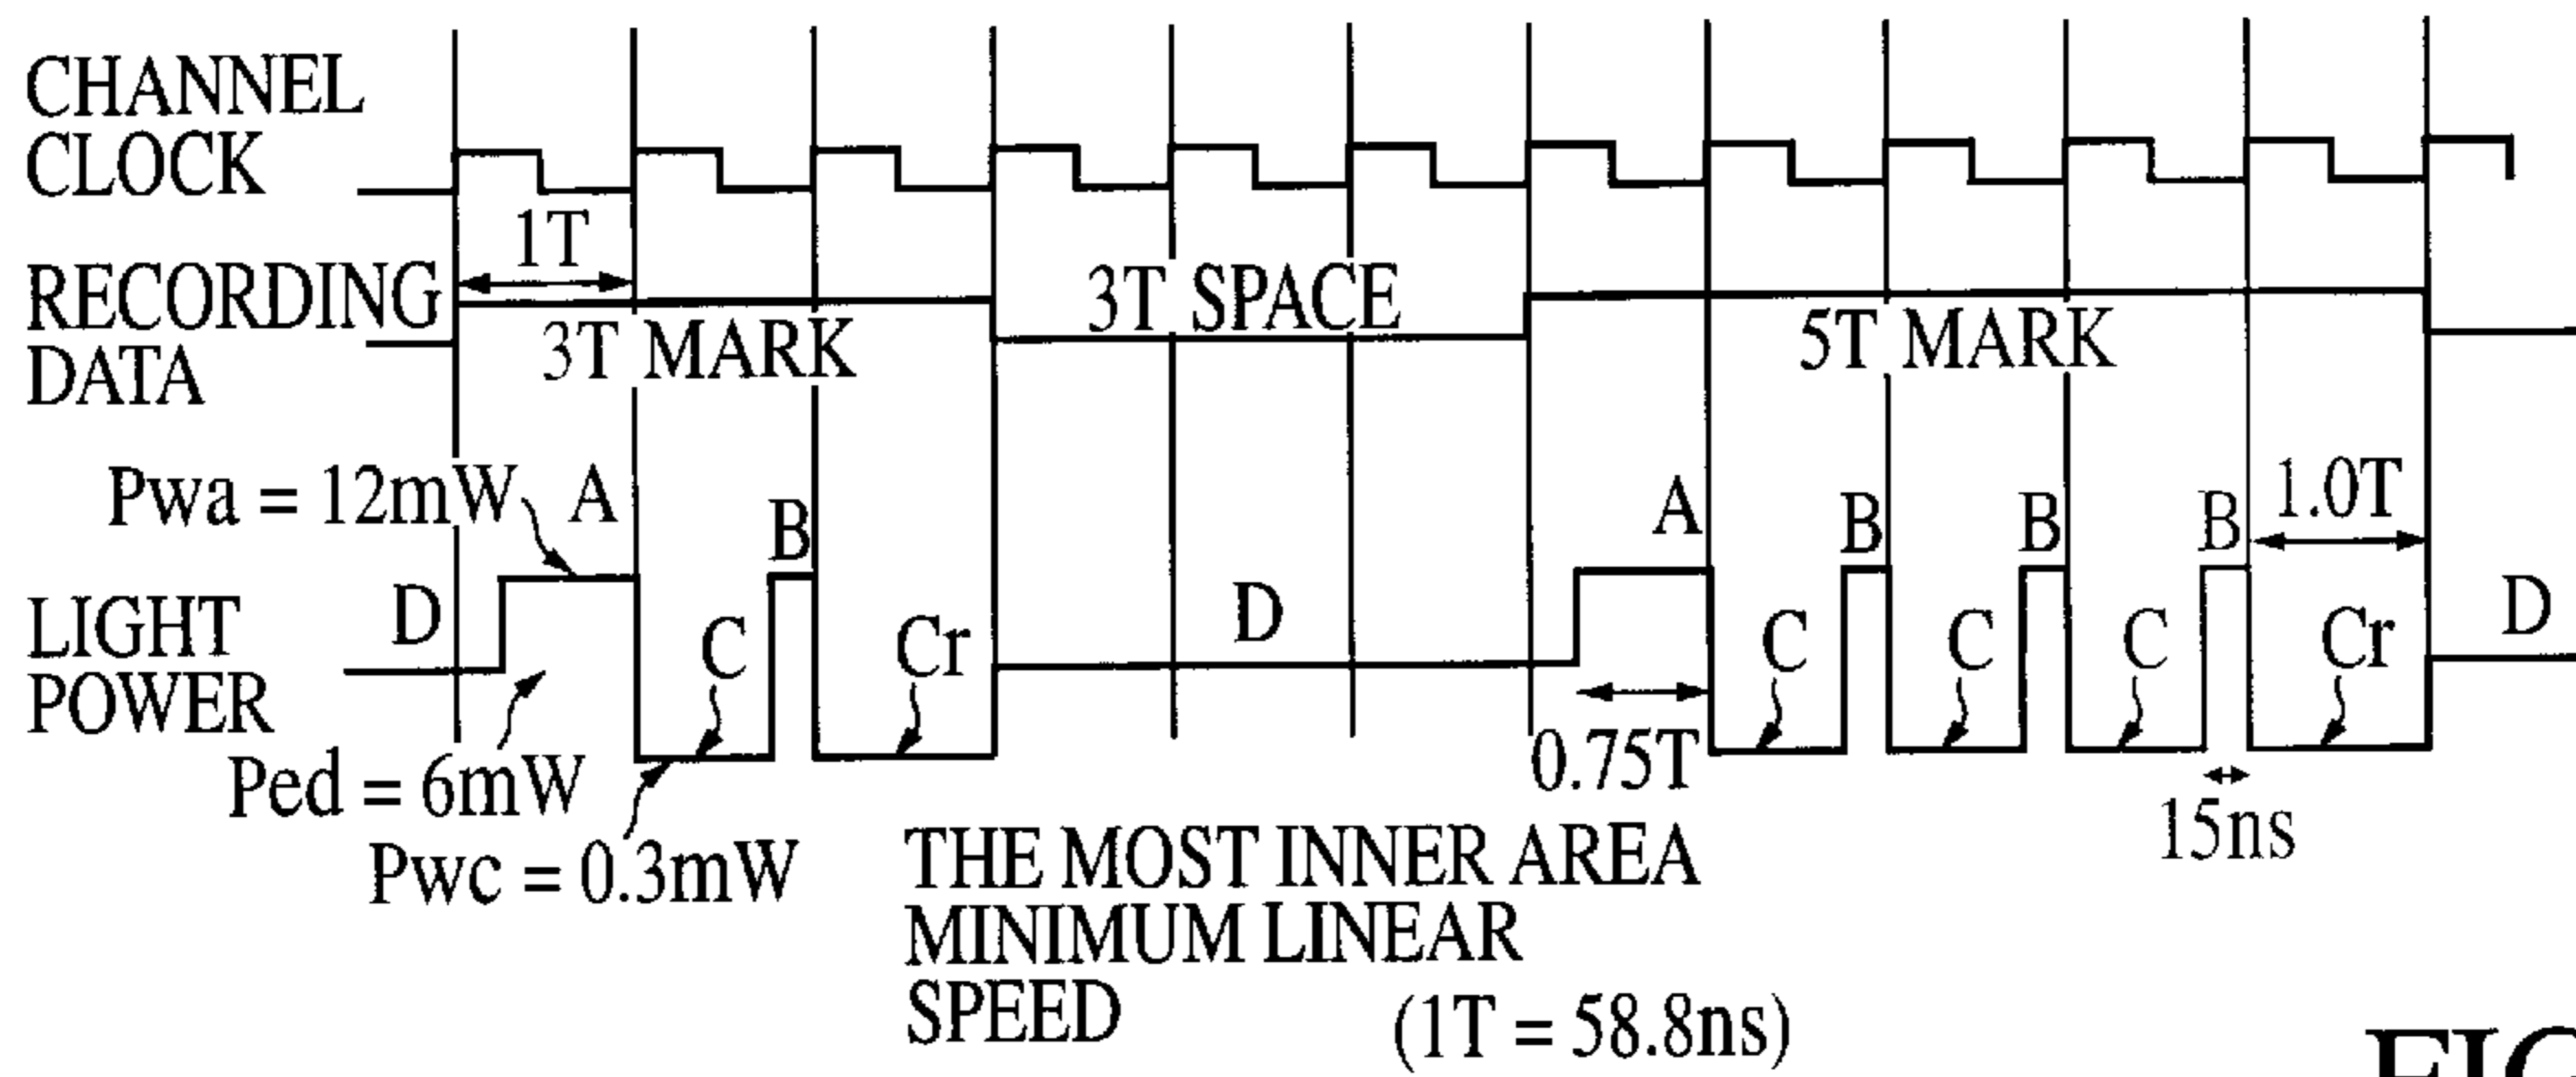 CHANNEL
CLOCK
1T
RECORDING
DATA
3T MARK
3T SPACE
5T MARK
Pwa = 12mW
A
B
A
B
B
B
1.0T
LIGHT
POWER
D
C
Cr
D
C
C
C
Cr
D
Ped = 6mW
Pwc = 0.3mW
0.75T
15ns
THE MOST INNER AREA
MINIMUM LINEAR
SPEED
(1T = 58.8ns)